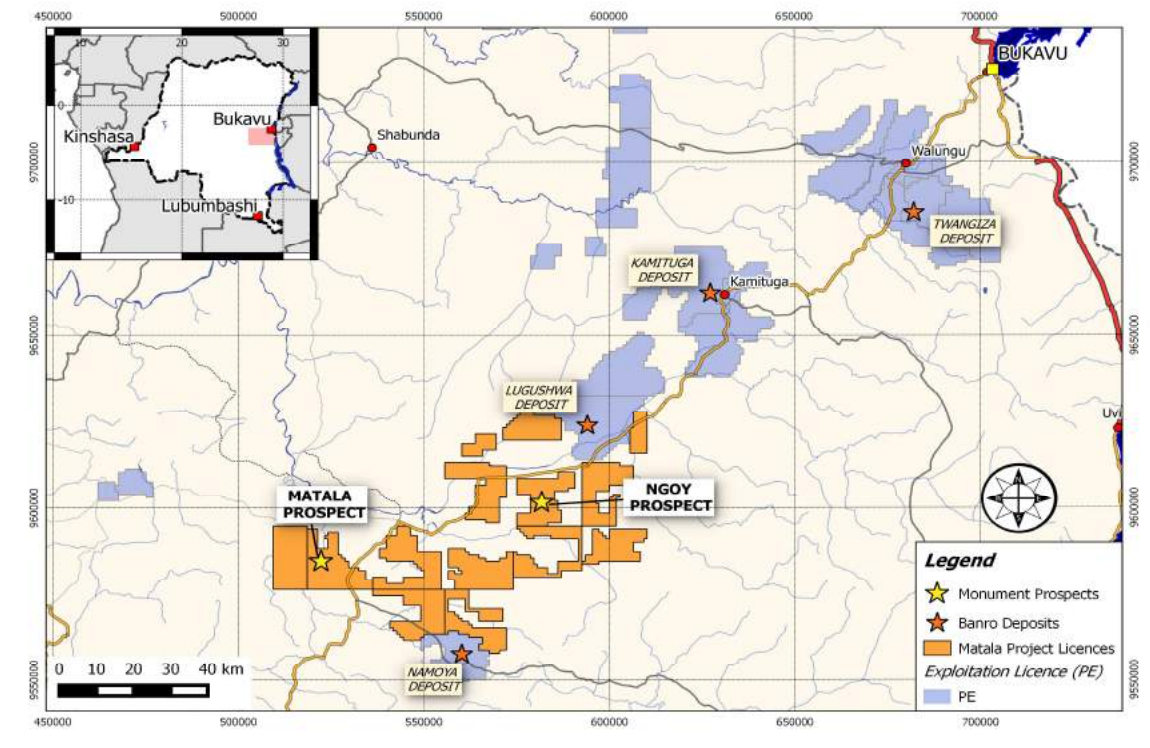 450000 500000 550000 600000 650000 700000
10 20 30
0
-10
Kinshasa
Bukavu
Lubumbashi
BUKAVU
Shabunda
Walungu
9700000 9700000
TWANGIZA
DEPOSIT
KAMITUGA
DEPOSIT
Kamituga
9650000 9650000
LUGUSHWA
DEPOSIT
Uvi
MATALA
PROSPECT
NGOY
PROSPECT
9600000 9600000
N
Legend
Monument Prospects
Banro Deposits
Matala Project Licences
Exploitation Licence (PE)
PE
NAMOYA
DEPOSIT
0 10 20 30 40 km
9550000 9550000
450000 500000 550000 600000 650000 700000